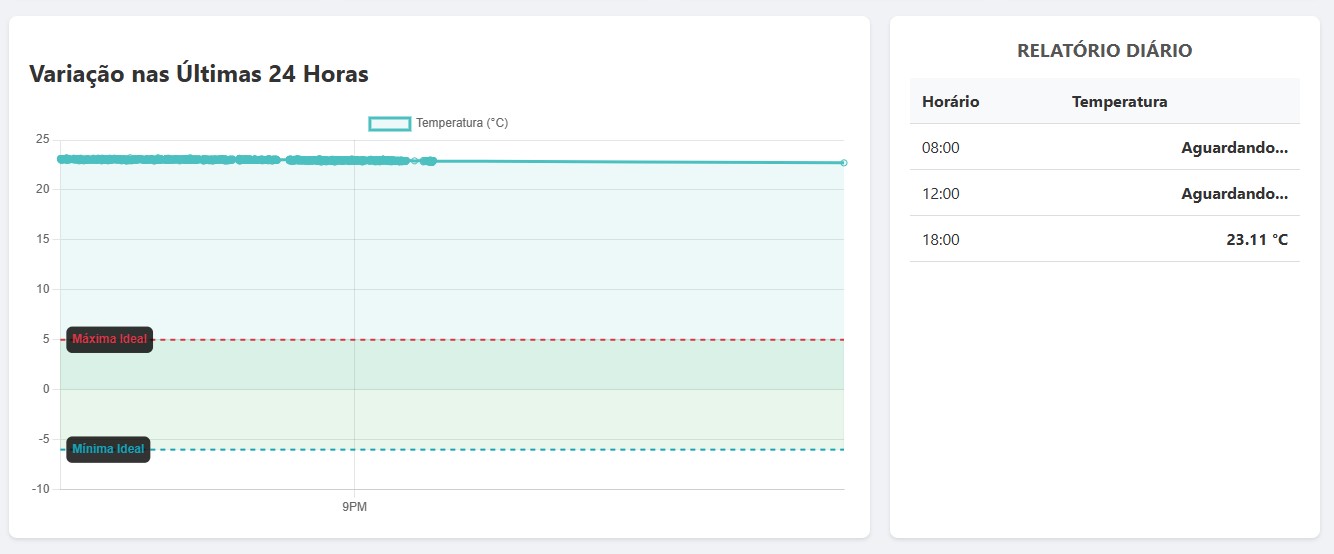 Variação nas Últimas 24 Horas
Temperatura (°C)
25
20
15
10
5
0
-5
-10
Máxima Ideal
Mínima Ideal
9PM
RELATÓRIO DIÁRIO
Horário Temperatura
08:00 Aguardando...
12:00 Aguardando...
18:00 23.11 °C